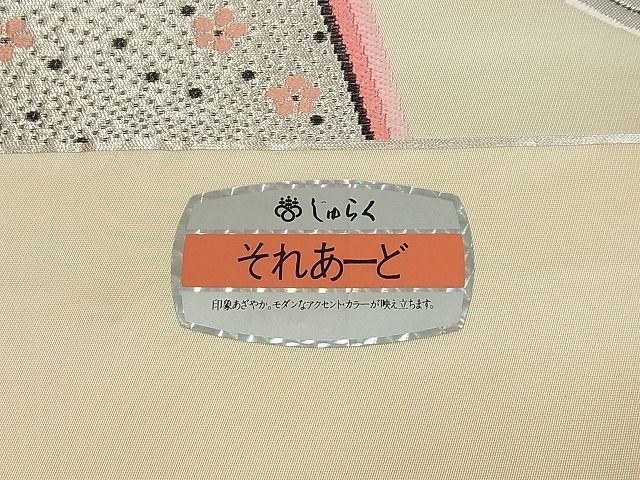 じゅらく
それあーど
印象あざやか。モダンなアクセント・カラーが映え立ちます。